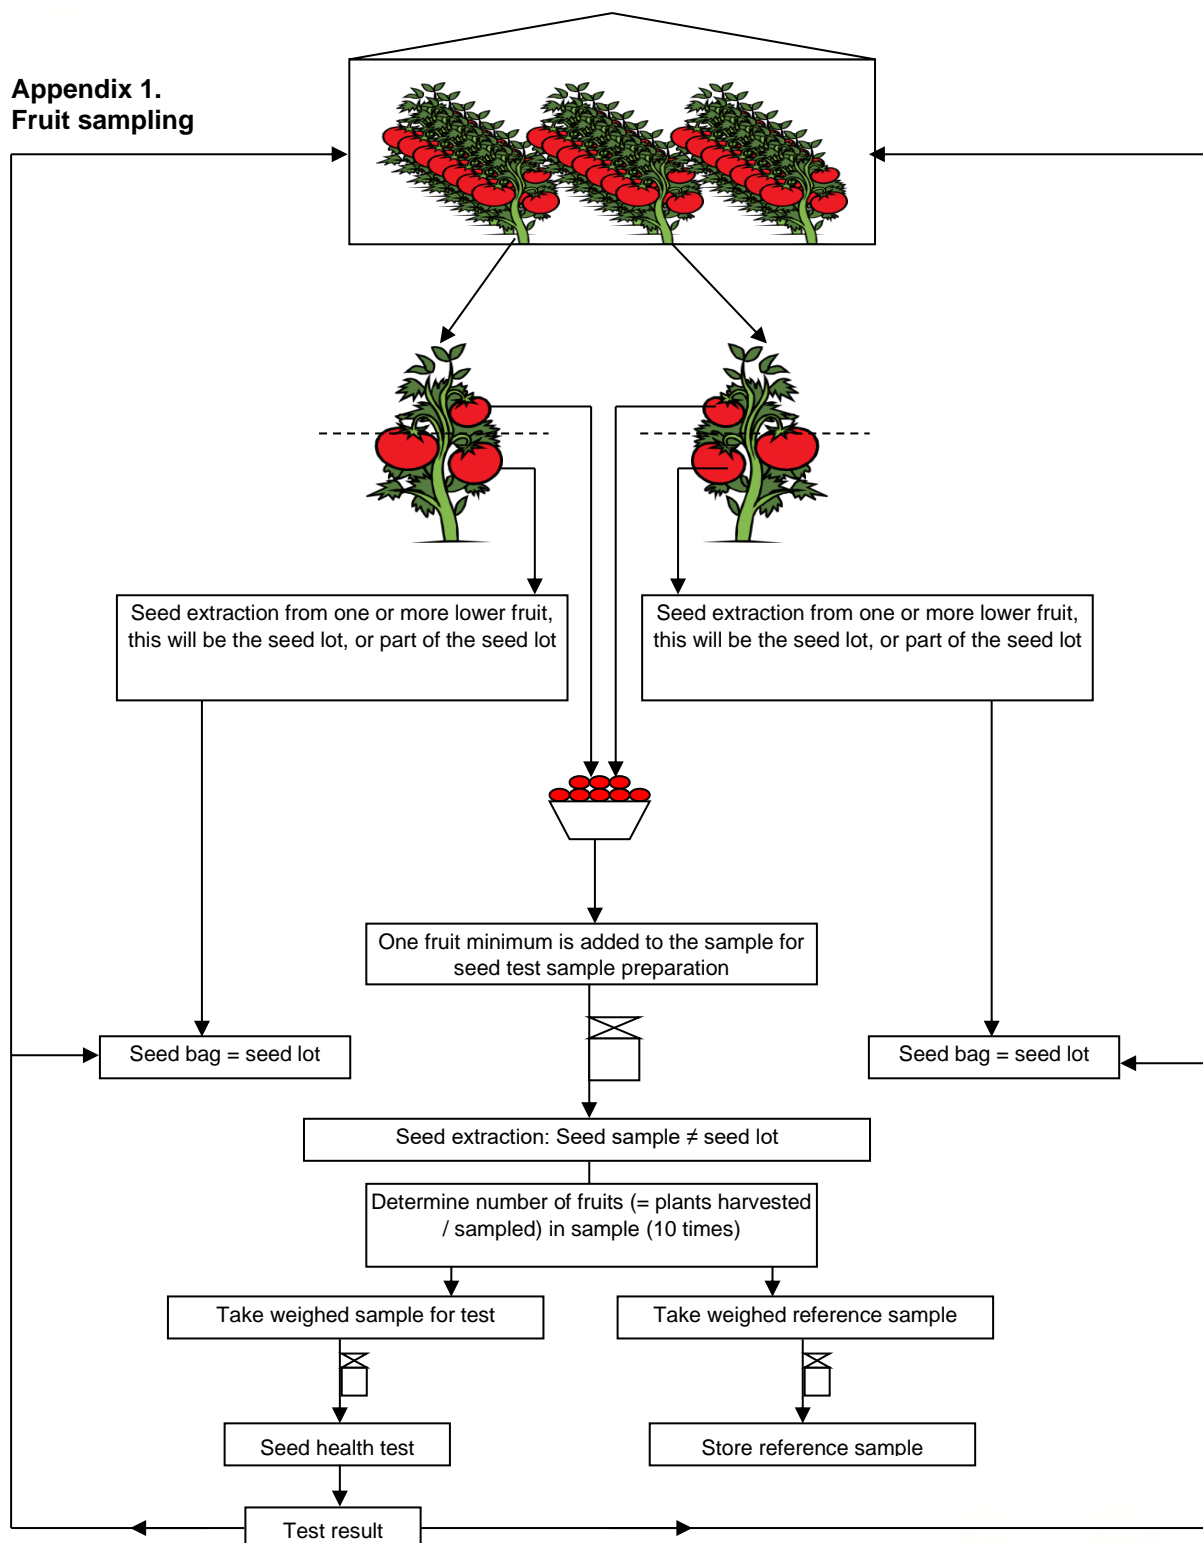 Appendix 1.
Fruit sampling
Seed extraction from one or more lower fruit,
this will be the seed lot, or part of the seed lot
Seed extraction from one or more lower fruit,
this will be the seed lot, or part of the seed lot
One fruit minimum is added to the sample for
seed test sample preparation
Seed bag = seed lot
Seed bag = seed lot
Seed extraction: Seed sample ≠ seed lot
Determine number of fruits (= plants harvested
/ sampled) in sample (10 times)
Take weighed sample for test
Take weighed reference sample
Seed health test
Store reference sample
Test result